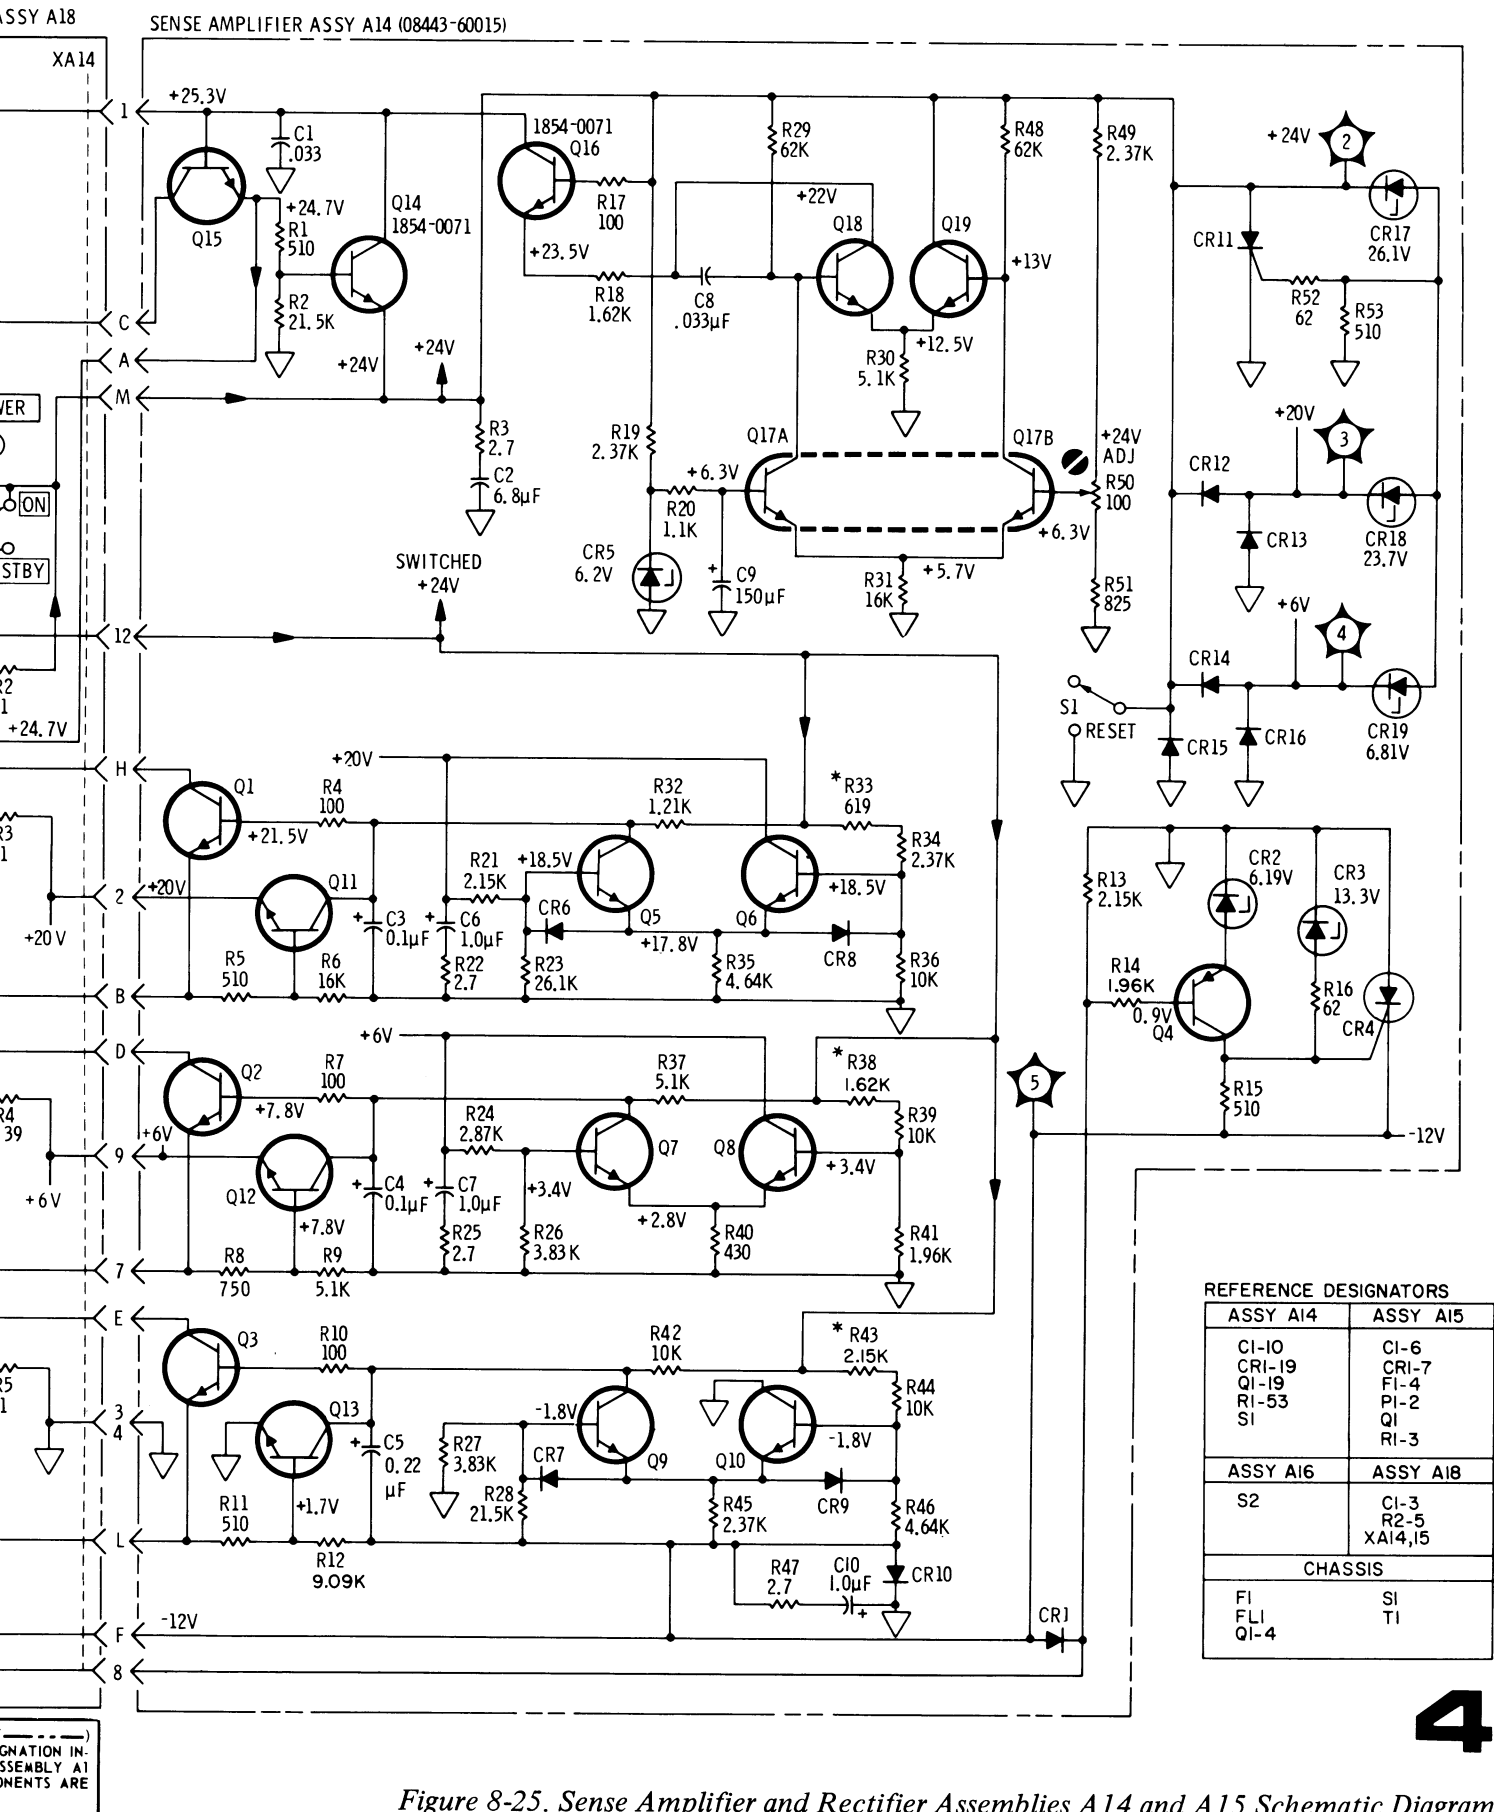 ASSY A18
SENSE AMPLIFIER ASSY A14 (08443-60015)
XA14
1
+25.3V
C1
.033
Q15
+24.7V
R1
510
R2
21.5K
Q14
1854-0071
+24V
+24V
C
A
M
1854-0071
Q16
R17
100
+23.5V
R18
1.62K
C8
.033µF
R29
62K
+22V
Q18
Q19
R48
62K
+13V
R49
2.37K
R30
5.1K
+12.5V
+24V
2
CR17
26.1V
CR11
R52
62
R53
510
R3
2.7
C2
6.8µF
R19
2.37K
Q17A
Q17B
+6.3V
R20
1.1K
+24V
ADJ
R50
100
+6.3V
CR5
6.2V
+
C9
150µF
R31
16K
+5.7V
R51
825
+20V
3
CR12
CR13
CR18
23.7V
+6V
4
CR14
CR16
CR15
CR19
6.81V
S1
RESET
ON
STBY
SWITCHED
+24V
12
+24.7V
H
+20V
Q1
R4
100
+21.5V
R32
1.21K
*
R33
619
R34
2.37K
2
+20V
+20V
Q11
R21
2.15K
+18.5V
Q5
Q6
+18.5V
+
C3
0.1µF
+
C6
1.0µF
CR6
+17.8V
CR8
R5
510
R6
16K
R22
2.7
R23
26.1K
R35
4.64K
R36
10K
B
D
+6V
Q2
R7
100
+7.8V
R37
5.1K
*
R38
1.62K
R39
10K
R24
2.87K
Q7
Q8
+3.4V
9
+6V
+6V
Q12
+7.8V
+
C4
0.1µF
+
C7
1.0µF
+3.4V
+2.8V
R25
2.7
R26
3.83K
R40
430
R41
1.96K
R8
750
R9
5.1K
7
E
Q3
R10
100
R42
10K
*
R43
2.15K
R44
10K
3
4
Q13
+
C5
0.22
µF
-1.8V
Q9
Q10
-1.8V
R27
3.83K
CR7
CR9
R28
21.5K
R11
510
+1.7V
R12
9.09K
R45
2.37K
R46
4.64K
L
R47
2.7
C10
1.0µF
+
CR10
F
-12V
CR1
8
R13
2.15K
CR2
6.19V
CR3
13.3V
R14
1.96K
0.9V
Q4
R16
62
CR4
R15
510
5
-12V
REFERENCE DESIGNATORS
ASSY A14 ASSY A15
C1-10 C1-6
CR1-19 CR1-7
Q1-19 F1-4
R1-53 P1-2
S1 Q1
R1-3
ASSY A16 ASSY A18
S2 C1-3
R2-5
XA14,15
CHASSIS
F1 S1
FL1 T1
Q1-4
4
GNATION IN-
SSEMBLY A1
ONENTS ARE
Figure 8-25. Sense Amplifier and Rectifier Assemblies A14 and A15 Schematic Diagram